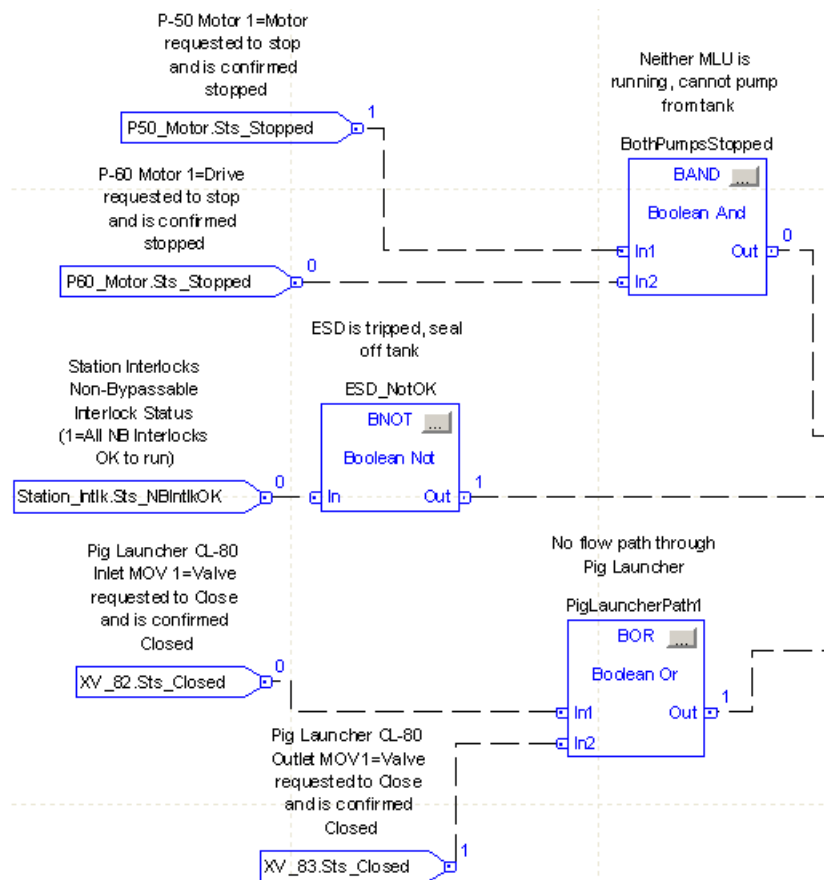 P-50 Motor 1=Motor
requested to stop
and is confirmed
stopped
1
P50_Motor.Sts_Stopped
Neither MLU is
running, cannot pump
from tank
BothPumpsStopped
BAND ...
Boolean And
In1 Out 0
In2
P-60 Motor 1=Drive
requested to stop
and is confirmed
stopped
0
P60_Motor.Sts_Stopped
ESD is tripped, seal
off tank
ESD_NotOK
BNOT ...
Boolean Not
In Out 1
Station Interlocks
Non-Bypassable
Interlock Status
(1=All NB Interlocks
OK to run)
0
Station_Intlk.Sts_NBIntlkOK
Pig Launcher CL-80
Inlet MOV 1=Valve
requested to Close
and is confirmed
Closed
0
XV_82.Sts_Closed
No flow path through
Pig Launcher
PigLauncherPath1
BOR ...
Boolean Or
In1 Out 1
In2
Pig Launcher CL-80
Outlet MOV 1=Valve
requested to Close
and is confirmed
Closed
1
XV_83.Sts_Closed